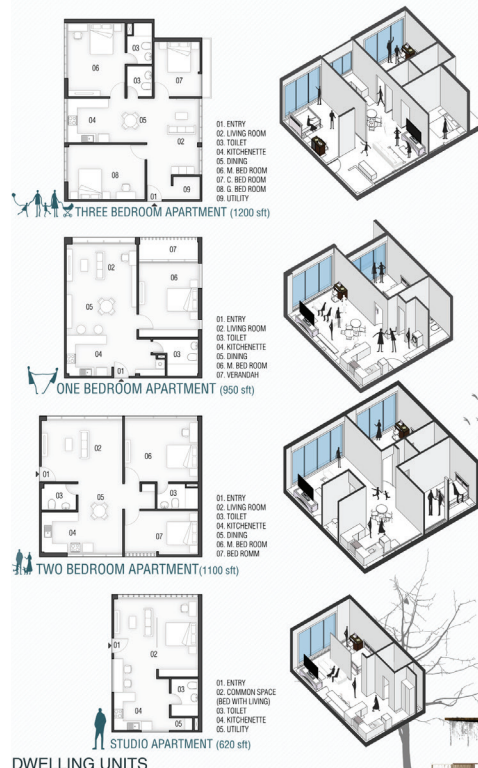 06
03
07
03
04
05
02
08
09
01
01. ENTRY
02. LIVING ROOM
03. TOILET
04. KITCHENETTE
05. DINING
06. M. BED ROOM
07. C. BED ROOM
08. G. BED ROOM
09. UTILITY
THREE BEDROOM APARTMENT (1200 sft)
07
02
06
05
04
03
01
01. ENTRY
02. LIVING ROOM
03. TOILET
04. KITCHENETTE
05. DINING
06. M. BED ROOM
07. VERANDAH
ONE BEDROOM APARTMENT (950 sft)
02
06
01
03
05
03
04
07
01. ENTRY
02. LIVING ROOM
03. TOILET
04. KITCHENETTE
05. DINING
06. M. BED ROOM
07. BED ROMM
TWO BEDROOM APARTMENT (1100 sft)
01
02
03
04
05
01. ENTRY
02. COMMON SPACE
(BED WITH LIVING)
03. TOILET
04. KITCHENETTE
05. UTILITY
STUDIO APARTMENT (620 sft)
DWELLING UNITS